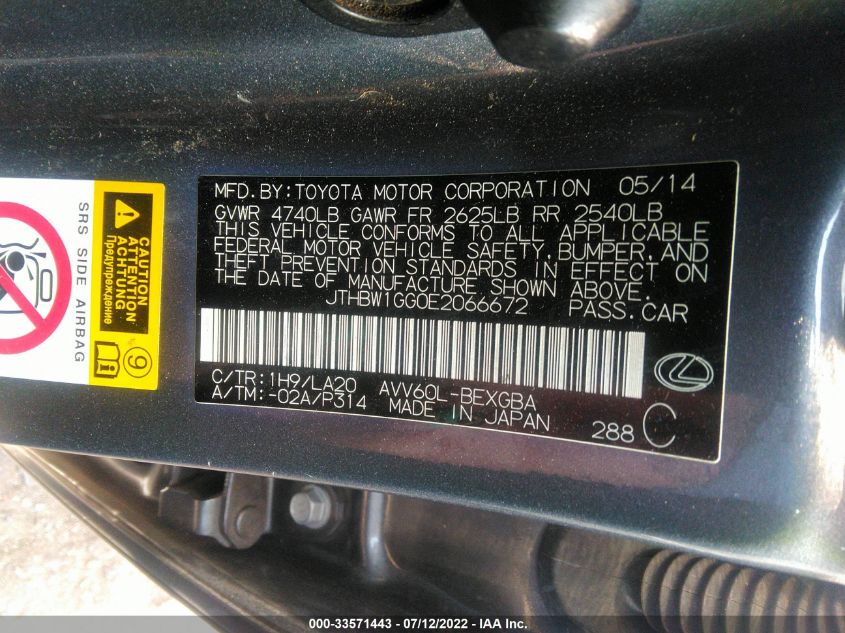 MFD.BY:TOYOTA MOTOR CORPORATION 05/14
GVWR 4740LB GAWR FR 2625LB RR 2540LB
THIS VEHICLE CONFORMS TO ALL APPLICABLE
FEDERAL MOTOR VEHICLE SAFETY,BUMPER,AND
THEFT PREVENTION STANDARDS IN EFFECT ON
THE DATE OF MANUFACTURE SHOWN ABOVE.
JTHBW1GG0E2066672 PASS.CAR
C/TR:1H9/LA20 AVV60L-BEXGBA
A/TM:-02A/P314 MADE IN JAPAN
288 C
SRS SIDE AIRBAG
CAUTION
ATTENTION
ACHTUNG
Предупреждение
9
000-33571443 - 07/12/2022 - IAA Inc.